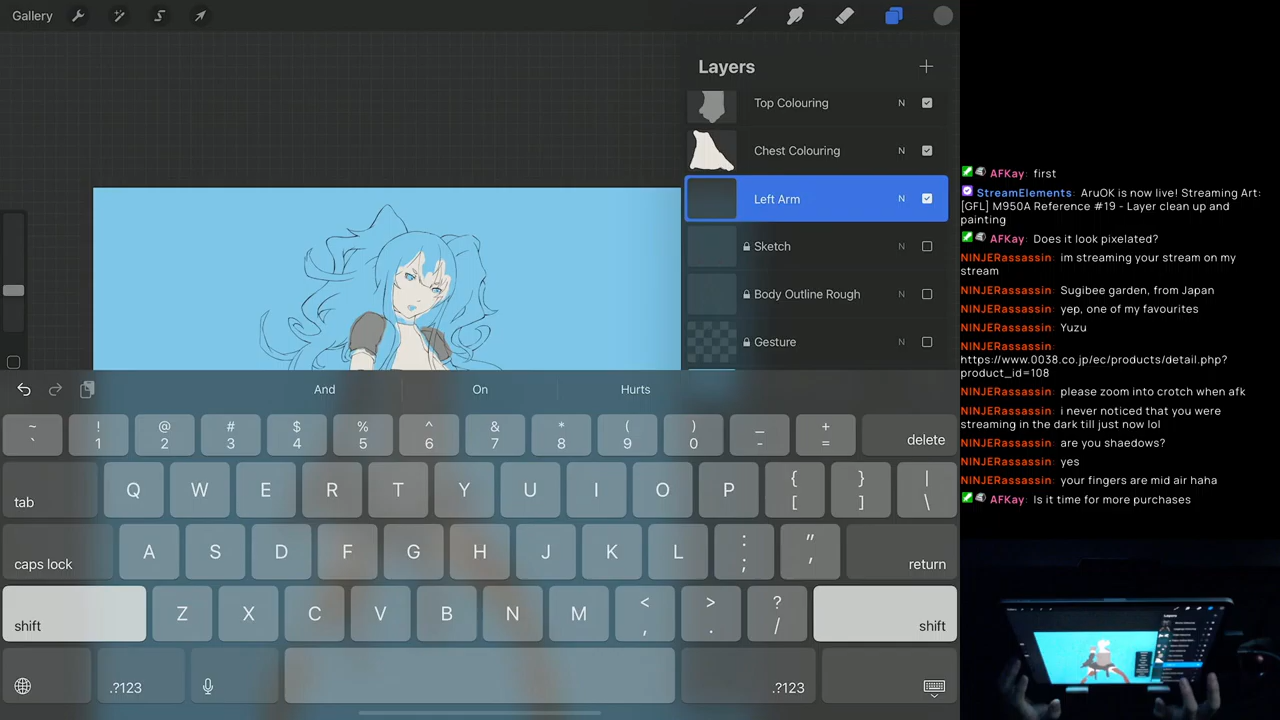 Gallery
Layers
Top Colouring N
Chest Colouring N
Left Arm N
Sketch N
Body Outline Rough N
Gesture N
And On Hurts
~ ! @ # $ % ^ & * ( ) _ +
` 1 2 3 4 5 6 7 8 9 0 - = delete
tab Q W E R T Y U I O P { [ } ] | \
caps lock A S D F G H J K L : ; " ' return
shift Z X C V B N M < , > . ? / shift
.?123 .?123
AFKay: first
StreamElements: AruOK is now live! Streaming Art:
[GFL] M950A Reference #19 - Layer clean up and
painting
AFKay: Does it look pixelated?
NINJERassassin: im streaming your stream on my
stream
NINJERassassin: Sugibee garden, from Japan
NINJERassassin: yep, one of my favourites
NINJERassassin: Yuzu
NINJERassassin:
https://www.0038.co.jp/ec/products/detail.php?
product_id=108
NINJERassassin: please zoom into crotch when afk
NINJERassassin: i never noticed that you were
streaming in the dark till just now lol
NINJERassassin: are you shaedows?
NINJERassassin: yes
NINJERassassin: your fingers are mid air haha
AFKay: Is it time for more purchases